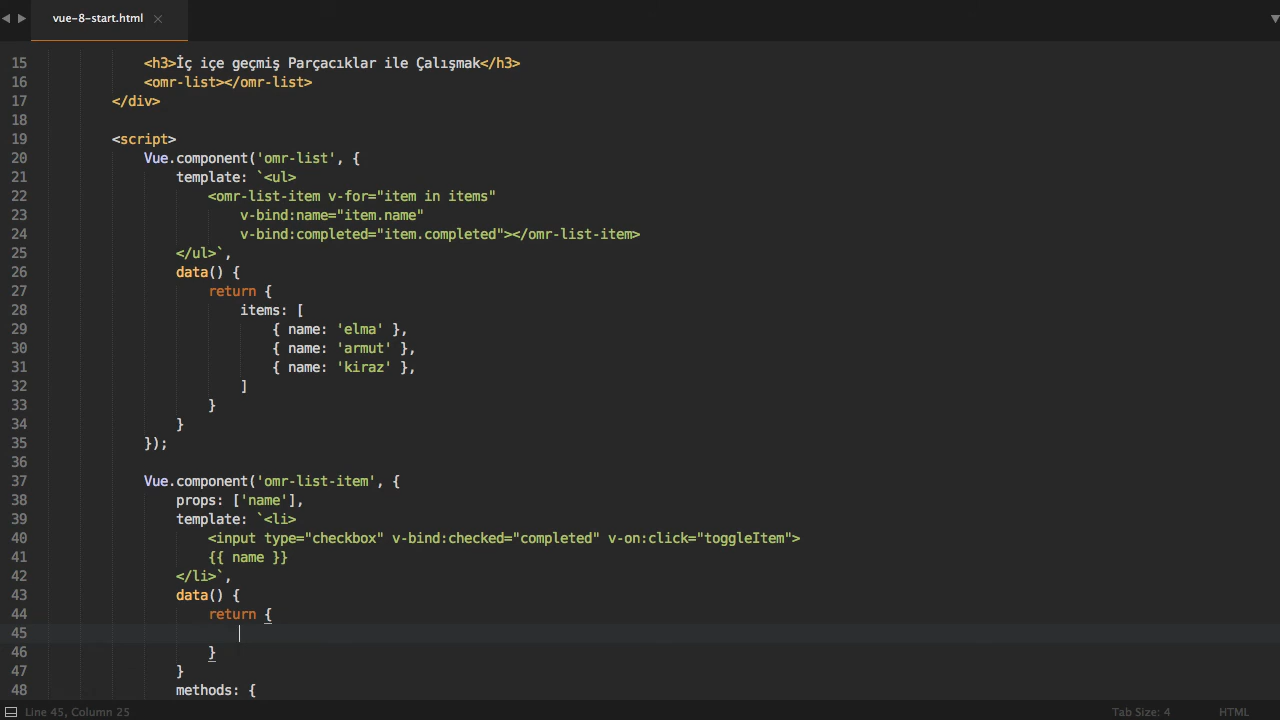 vue-8-start.html
15 <h3>İç içe geçmiş Parçacıklar ile Çalışmak</h3>
16 <omr-list></omr-list>
17 </div>
18
19 <script>
20 Vue.component('omr-list', {
21 template: `<ul>
22 <omr-list-item v-for="item in items"
23 v-bind:name="item.name"
24 v-bind:completed="item.completed"></omr-list-item>
25 </ul>`,
26 data() {
27 return {
28 items: [
29 { name: 'elma' },
30 { name: 'armut' },
31 { name: 'kiraz' },
32 ]
33 }
34 }
35 });
36
37 Vue.component('omr-list-item', {
38 props: ['name'],
39 template: `<li>
40 <input type="checkbox" v-bind:checked="completed" v-on:click="toggleItem">
41 {{ name }}
42 </li>`,
43 data() {
44 return {
45
46 }
47 }
48 methods: {
Line 45, Column 25 Tab Size: 4 HTML